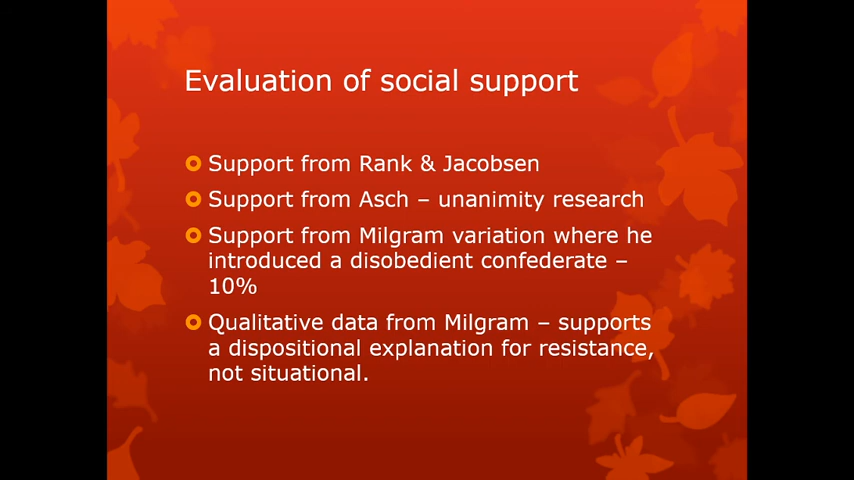 Evaluation of social support
Support from Rank & Jacobsen
Support from Asch – unanimity research
Support from Milgram variation where he
introduced a disobedient confederate –
10%
Qualitative data from Milgram – supports
a dispositional explanation for resistance,
not situational.